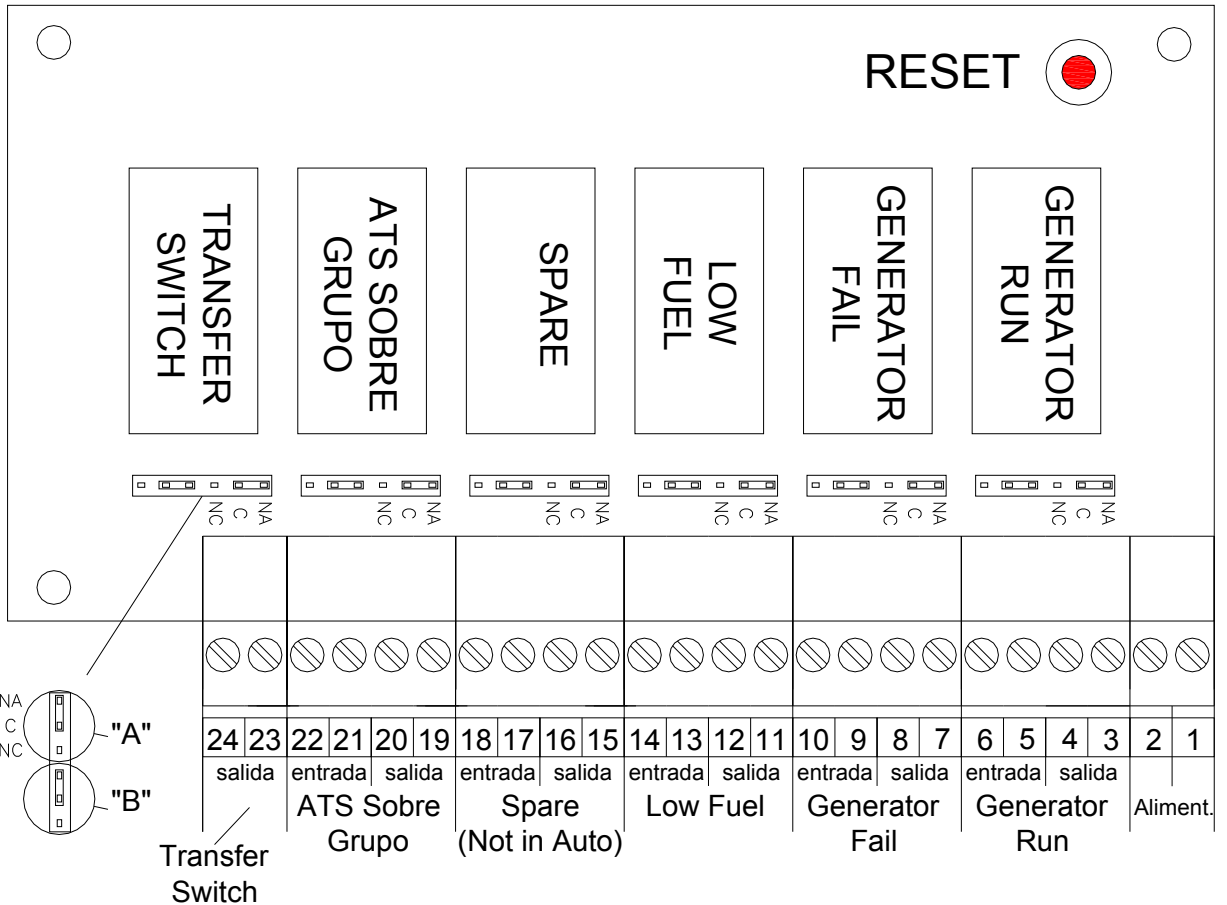 RESET
TRANSFER
SWITCH
ATS SOBRE
GRUPO
SPARE
LOW
FUEL
GENERATOR
FAIL
GENERATOR
RUN
NC C NA
NC C NA
NC C NA
NC C NA
NC C NA
NC C NA
NA
C
NC
"A"
"B"
24 23 22 21 20 19 18 17 16 15 14 13 12 11 10 9 8 7 6 5 4 3 2 1
salida entrada salida entrada salida entrada salida entrada salida entrada salida
ATS Sobre
Grupo
Spare
(Not in Auto)
Low Fuel
Generator
Fail
Generator
Run
Aliment.
Transfer
Switch